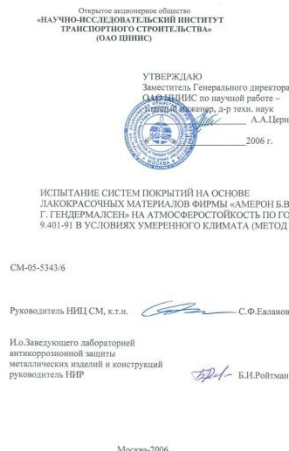 Открытое акционерное общество
«НАУЧНО-ИССЛЕДОВАТЕЛЬСКИЙ ИНСТИТУТ
ТРАНСПОРТНОГО СТРОИТЕЛЬСТВА»
(ОАО ЦНИИС)
УТВЕРЖДАЮ
Заместитель Генерального директора
ОАО ЦНИИС по научной работе –
главный инженер, д-р техн. наук
А.А.Церн
2006 г.
ИСПЫТАНИЕ СИСТЕМ ПОКРЫТИЙ НА ОСНОВЕ
ЛАКОКРАСОЧНЫХ МАТЕРИАЛОВ ФИРМЫ «АМЕРОН Б.В
Г. ГЕНДЕРМАЛСЕН» НА АТМОСФЕРОСТОЙКОСТЬ ПО ГО
9.401-91 В УСЛОВИЯХ УМЕРЕННОГО КЛИМАТА (МЕТОД
СМ-05-5343/6
Руководитель НИЦ СМ, к.т.н. С.Ф.Евланов
И.о.Заведующего лабораторией
антикоррозионной защиты
металлических изделий и конструкций
руководитель НИР Б.И.Ройтман
Москва-2006